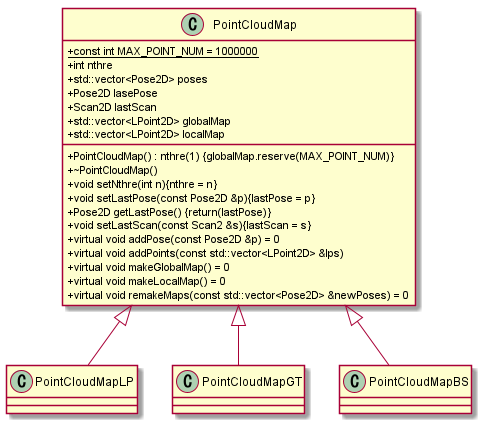 C PointCloudMap
+const int MAX_POINT_NUM = 1000000
+int nthre
+std::vector<Pose2D> poses
+Pose2D lasePose
+Scan2D lastScan
+std::vector<LPoint2D> globalMap
+std::vector<LPoint2D> localMap
+PointCloudMap() : nthre(1) {globalMap.reserve(MAX_POINT_NUM)}
+~PointCloudMap()
+void setNthre(int n){nthre = n}
+void setLastPose(const Pose2D &p){lastPose = p}
+Pose2D getLastPose() {return(lastPose)}
+void setLastScan(const Scan2 &s){lastScan = s}
+virtual void addPose(const Pose2D &p) = 0
+virtual void addPoints(const std::vector<LPoint2D> &lps)
+virtual void makeGlobalMap() = 0
+virtual void makeLocalMap() = 0
+virtual void remakeMaps(const std::vector<Pose2D> &newPoses) = 0
C PointCloudMapLP
C PointCloudMapGT
C PointCloudMapBS